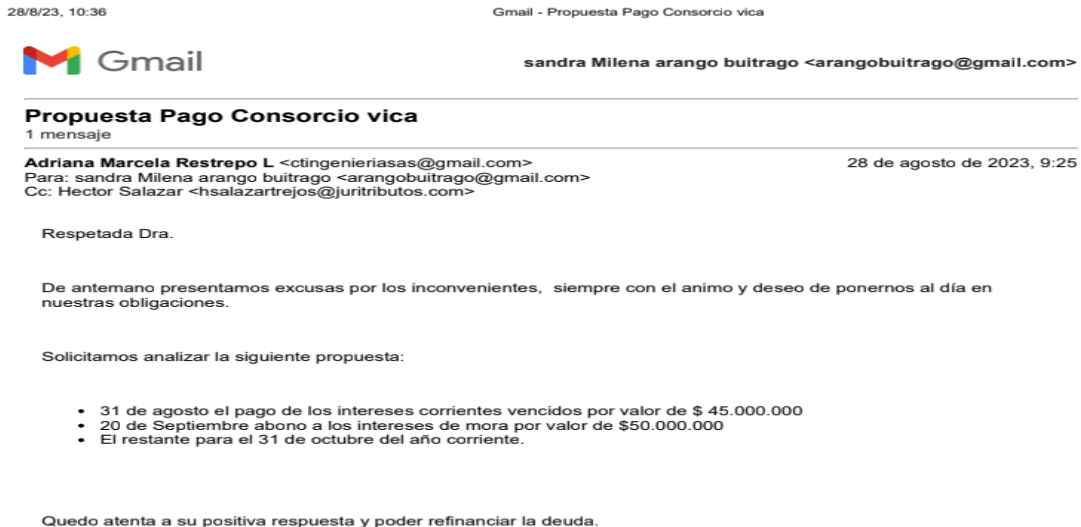 28/8/23, 10:36 Gmail - Propuesta Pago Consorcio vica
Gmail sandra Milena arango buitrago <arangobuitrago@gmail.com>
Propuesta Pago Consorcio vica
1 mensaje
Adriana Marcela Restrepo L <ctingenieriasas@gmail.com> 28 de agosto de 2023, 9:25
Para: sandra Milena arango buitrago <arangobuitrago@gmail.com>
Cc: Hector Salazar <hsalazartrejos@juritributos.com>
Respetada Dra.
De antemano presentamos excusas por los inconvenientes, siempre con el animo y deseo de ponernos al día en
nuestras obligaciones.
Solicitamos analizar la siguiente propuesta:
• 31 de agosto el pago de los intereses corrientes vencidos por valor de $ 45.000.000
• 20 de Septiembre abono a los intereses de mora por valor de $50.000.000
• El restante para el 31 de octubre del año corriente.
Quedo atenta a su positiva respuesta y poder refinanciar la deuda.